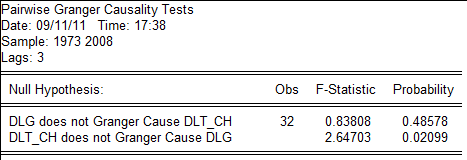 Pairwise Granger Causality Tests
Date: 09/11/11 Time: 17:38
Sample: 1973 2008
Lags: 3
Null Hypothesis: Obs F-Statistic Probability
DLG does not Granger Cause DLT_CH 32 0.83808 0.48578
DLT_CH does not Granger Cause DLG 2.64703 0.02099